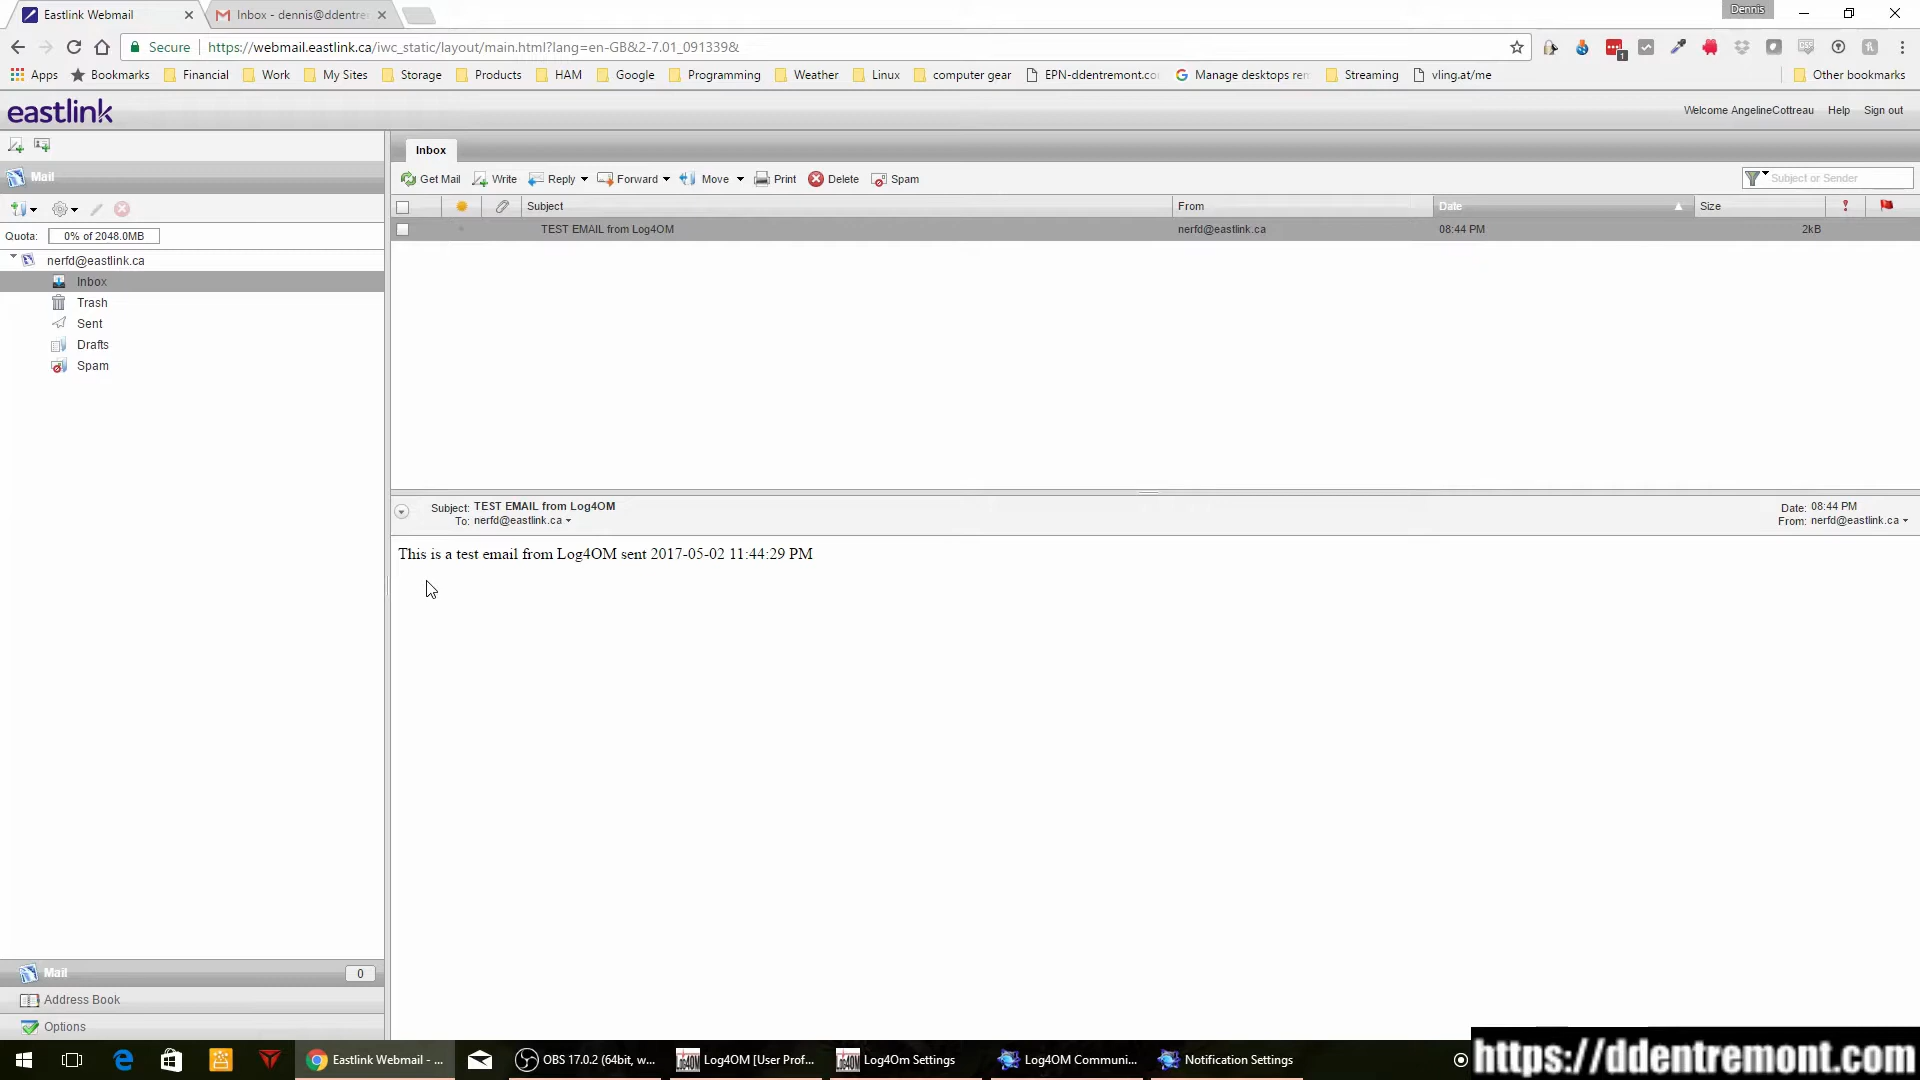 Eastlink Webmail
Inbox - dennis@ddentre
Dennis
Secure
https://webmail.eastlink.ca/iwc_static/layout/main.html?lang=en-GB&2-7.01_091339&
Apps
Bookmarks
Financial
Work
My Sites
Storage
Products
HAM
Google
Programming
Weather
Linux
computer gear
EPN-ddentremont.co
Manage desktops rem
Streaming
vling.at/me
Other bookmarks
eastlink
Welcome AngelineCottreau
Help
Sign out
Inbox
Mail
Get Mail
Write
Reply
Forward
Move
Print
Delete
Spam
Subject or Sender
Subject
From
Date
Size
Quota:
0% of 2048.0MB
TEST EMAIL from Log4OM
nerfd@eastlink.ca
08:44 PM
2kB
nerfd@eastlink.ca
Inbox
Trash
Sent
Drafts
Spam
Subject: TEST EMAIL from Log4OM
To: nerfd@eastlink.ca
Date: 08:44 PM
From: nerfd@eastlink.ca
This is a test email from Log4OM sent 2017-05-02 11:44:29 PM
Mail
0
Address Book
Options
Eastlink Webmail - ...
OBS 17.0.2 (64bit, w...
Log4OM [User Prof...
Log4Om Settings
Log4OM Communi...
Notification Settings
https://ddentremont.com